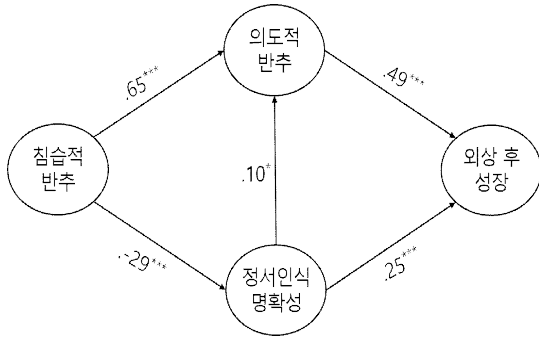 의도적
반추
.65***
.49***
침습적
반추
.10*
외상 후
성장
.-29***
.25***
정서인식
명확성